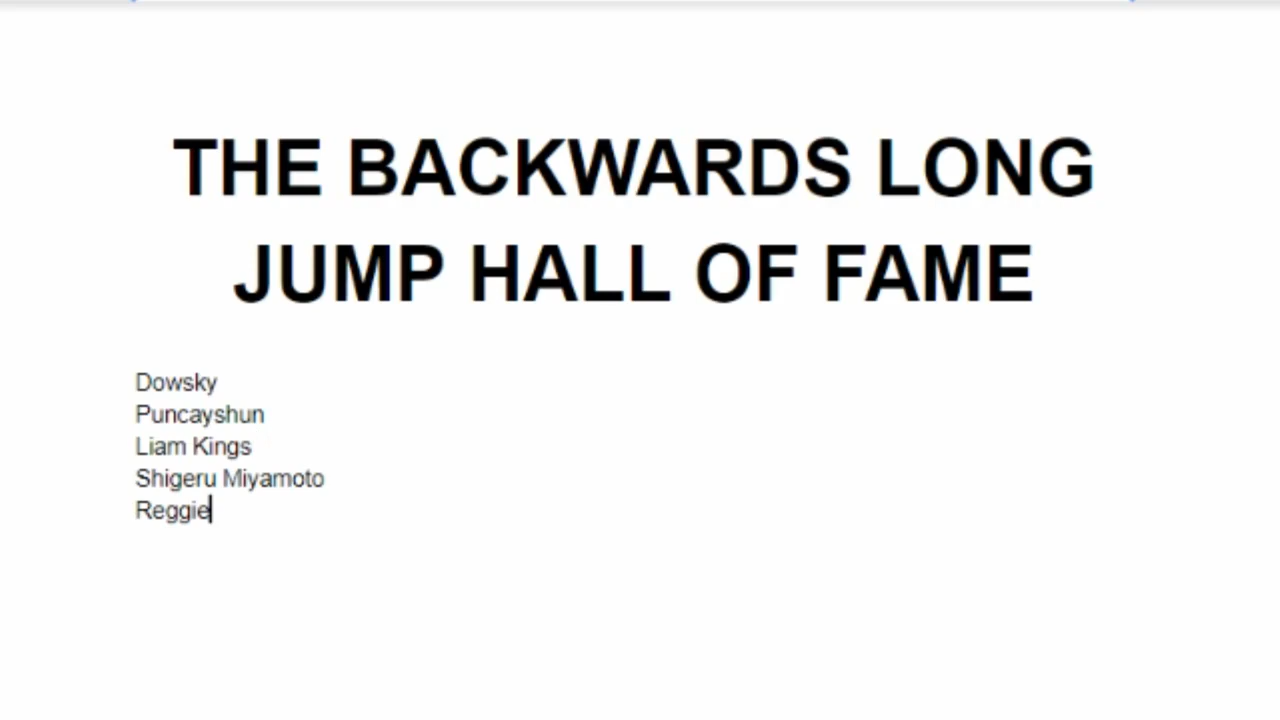 THE BACKWARDS LONG
JUMP HALL OF FAME
Dowsky
Puncayshun
Liam Kings
Shigeru Miyamoto
Reggie